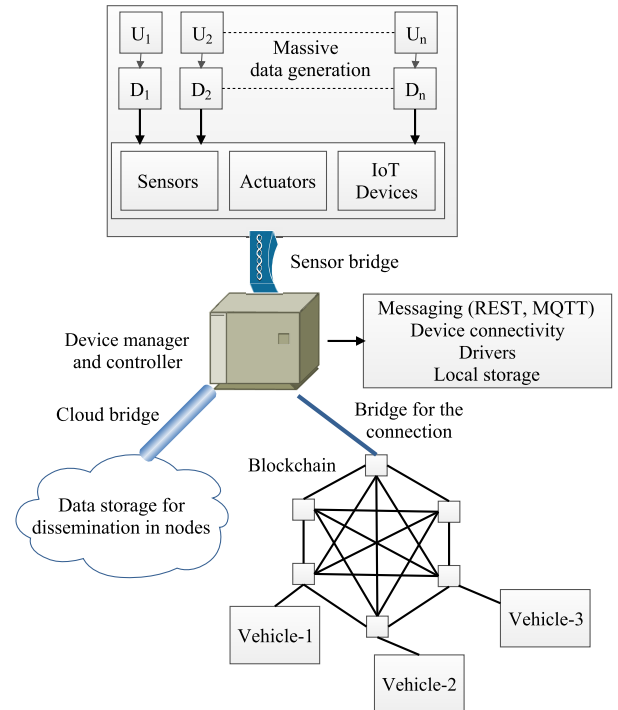 U1 U2 Un
Massive
data generation
D1 D2 Dn
Sensors
Actuators
IoT
Devices
Sensor bridge
Device manager
and controller
Messaging (REST, MQTT)
Device connectivity
Drivers
Local storage
Cloud bridge
Bridge for the
connection
Blockchain
Data storage for
dissemination in nodes
Vehicle-1
Vehicle-2
Vehicle-3